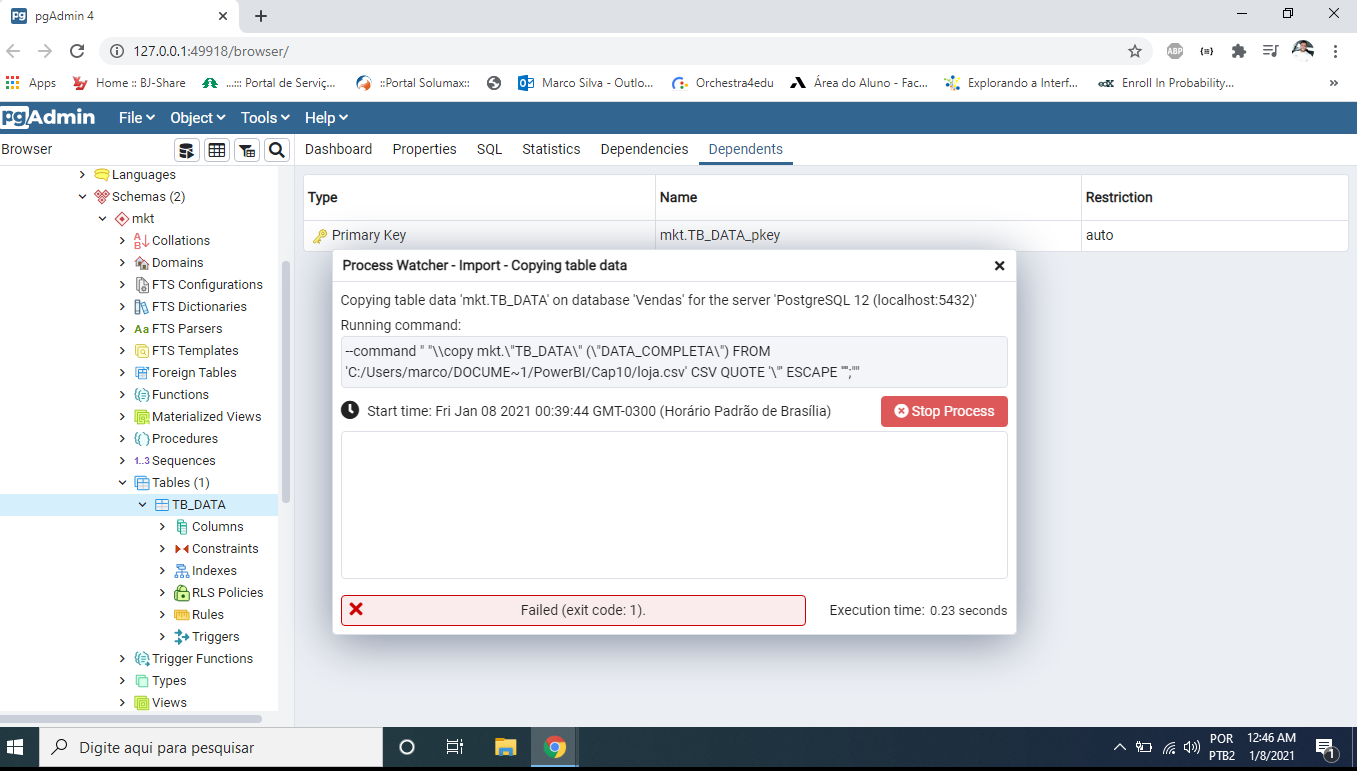 pgAdmin 4
127.0.0.1:49918/browser/
ABP
Apps
Home :: BJ-Share
...::: Portal de Serviç...
::Portal Solumax::
Marco Silva - Outlo...
Orchestra4edu
Área do Aluno - Fac...
Explorando a Interf...
edX
Enroll In Probability...
»
pgAdmin
File
Object
Tools
Help
Browser
Dashboard
Properties
SQL
Statistics
Dependencies
Dependents
Languages
Schemas (2)
mkt
Collations
Domains
FTS Configurations
FTS Dictionaries
Aa FTS Parsers
FTS Templates
Foreign Tables
Functions
Materialized Views
Procedures
1..3 Sequences
Tables (1)
TB_DATA
Columns
Constraints
Indexes
RLS Policies
Rules
Triggers
Trigger Functions
Types
Views
Type
Name
Restriction
Primary Key
mkt.TB_DATA_pkey
auto
Process Watcher - Import - Copying table data
Copying table data 'mkt.TB_DATA' on database 'Vendas' for the server 'PostgreSQL 12 (localhost:5432)'
Running command:
--command " "\\copy mkt.\"TB_DATA\" (\"DATA_COMPLETA\") FROM
'C:/Users/marco/DOCUME~1/PowerBI/Cap10/loja.csv' CSV QUOTE '\"' ESCAPE '''';""
Start time: Fri Jan 08 2021 00:39:44 GMT-0300 (Horário Padrão de Brasília)
Stop Process
Failed (exit code: 1).
Execution time: 0.23 seconds
Digite aqui para pesquisar
POR
PTB2
12:46 AM
1/8/2021
1